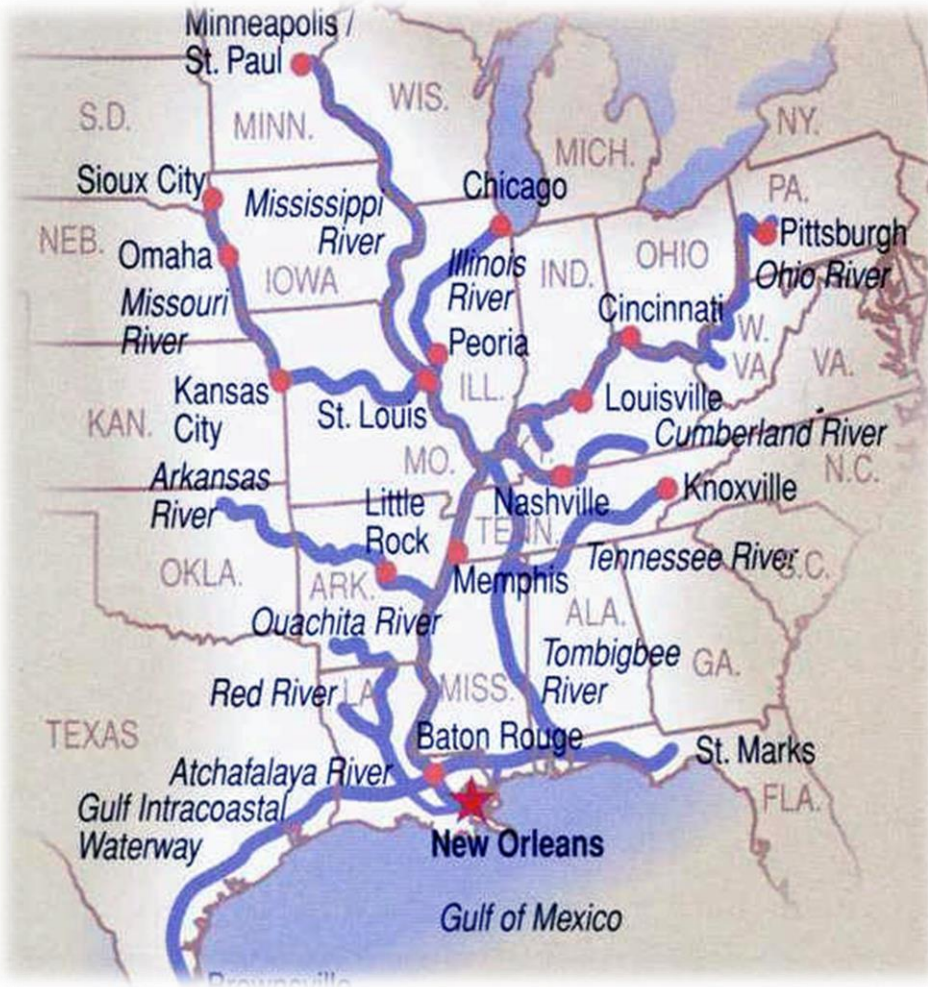 Minneapolis /
St. Paul
WIS.
S.D.
MINN.
NY.
MICH.
Sioux City
Chicago
PA.
Mississippi
River
Pittsburgh
NEB.
Omaha
IOWA
Illinois
River
IND.
OHIO
Ohio River
Missouri
River
Cincinnati
W.
VA.
VA.
Peoria
Kansas
City
St. Louis
ILL.
Louisville
KAN.
Cumberland River
MO.
N.C.
Arkansas
River
Little
Rock
Nashville
Knoxville
TENN.
OKLA.
ARK.
Memphis
Tennessee River
S.C.
Ouachita River
ALA.
Tombigbee
River
GA.
Red River
LA
MISS.
TEXAS
Baton Rouge
St. Marks
Atchafalaya River
Gulf Intracoastal
Waterway
FLA.
New Orleans
Gulf of Mexico
Brownsville